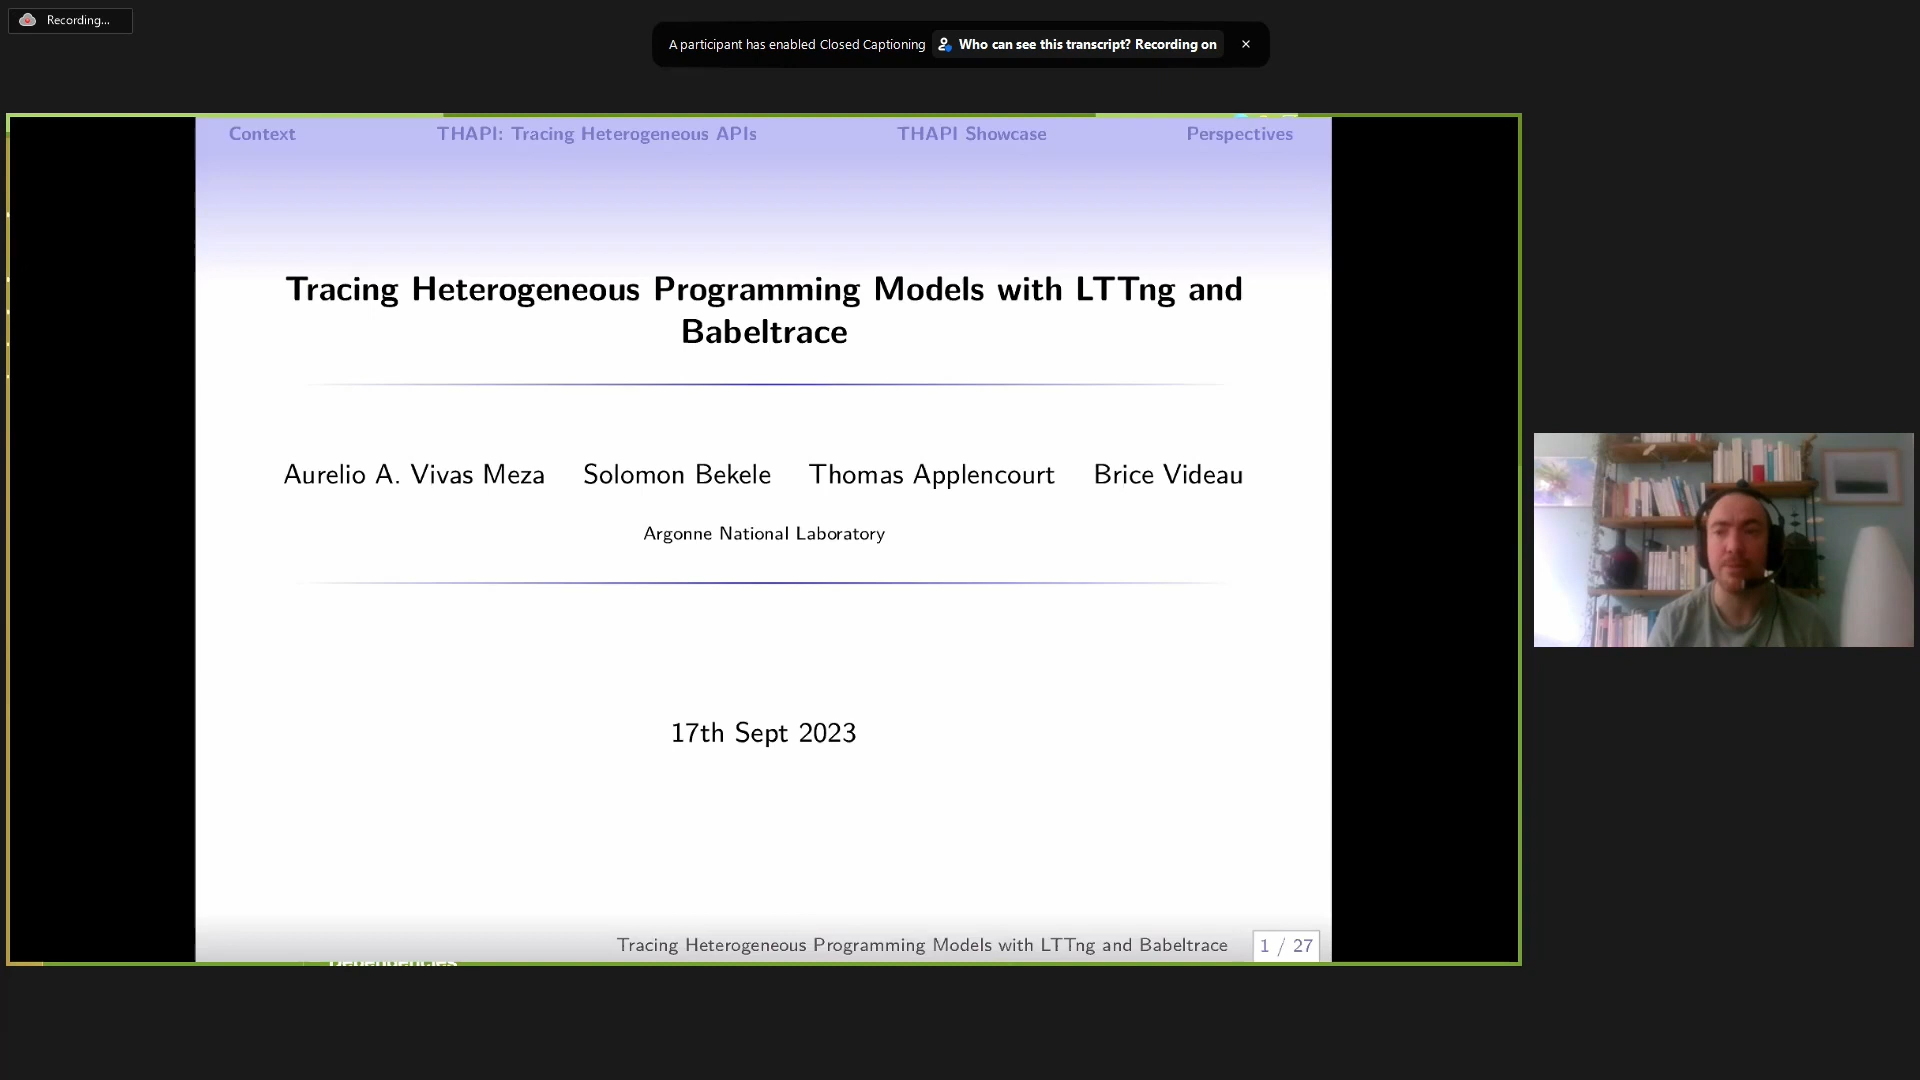 Recording...
A participant has enabled Closed Captioning Who can see this transcript? Recording on
Context THAPI: Tracing Heterogeneous APIs THAPI Showcase Perspectives
Tracing Heterogeneous Programming Models with LTTng and
Babeltrace
Aurelio A. Vivas Meza Solomon Bekele Thomas Applencourt Brice Videau
Argonne National Laboratory
17th Sept 2023
Tracing Heterogeneous Programming Models with LTTng and Babeltrace 1 / 27
Dependencies